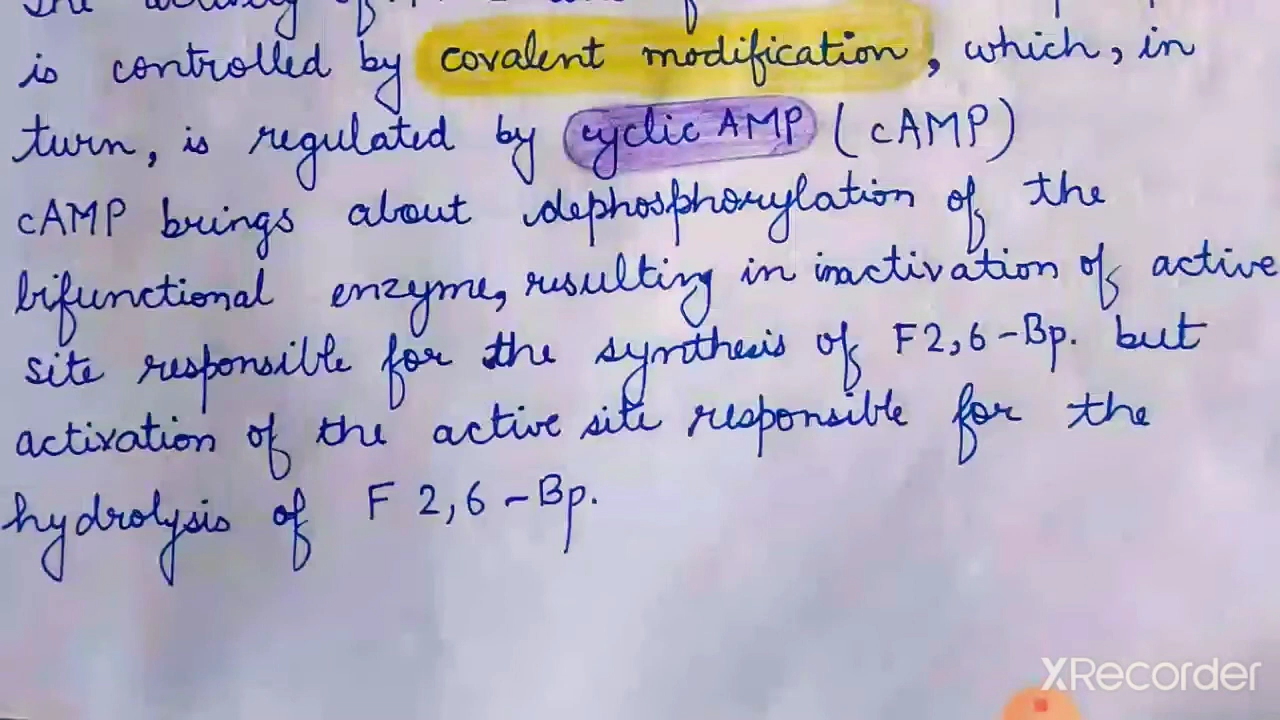 is controlled by covalent modification, which, in
turn, is regulated by cyclic AMP (cAMP)
cAMP brings about dephosphorylation of the
bifunctional enzyme, resulting in inactivation of active
site responsible for the synthesis of F2,6-Bp. but
activation of the active site responsible for the
hydrolysis of F 2,6-Bp.
XRecorder